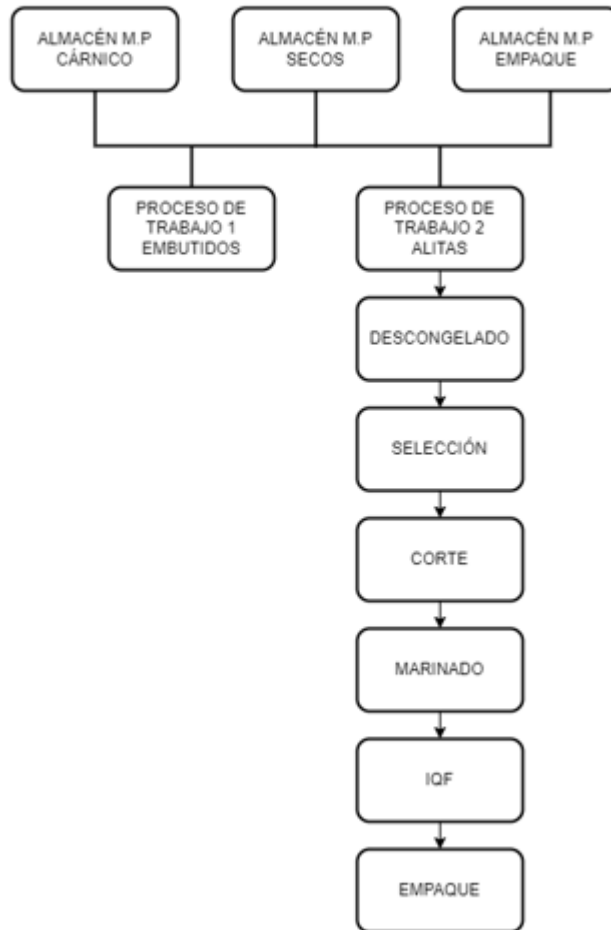 ALMACÉN M.P
CÁRNICO
ALMACÉN M.P
SECOS
ALMACÉN M.P
EMPAQUE
PROCESO DE
TRABAJO 1
EMBUTIDOS
PROCESO DE
TRABAJO 2
ALITAS
DESCONGELADO
SELECCIÓN
CORTE
MARINADO
IQF
EMPAQUE